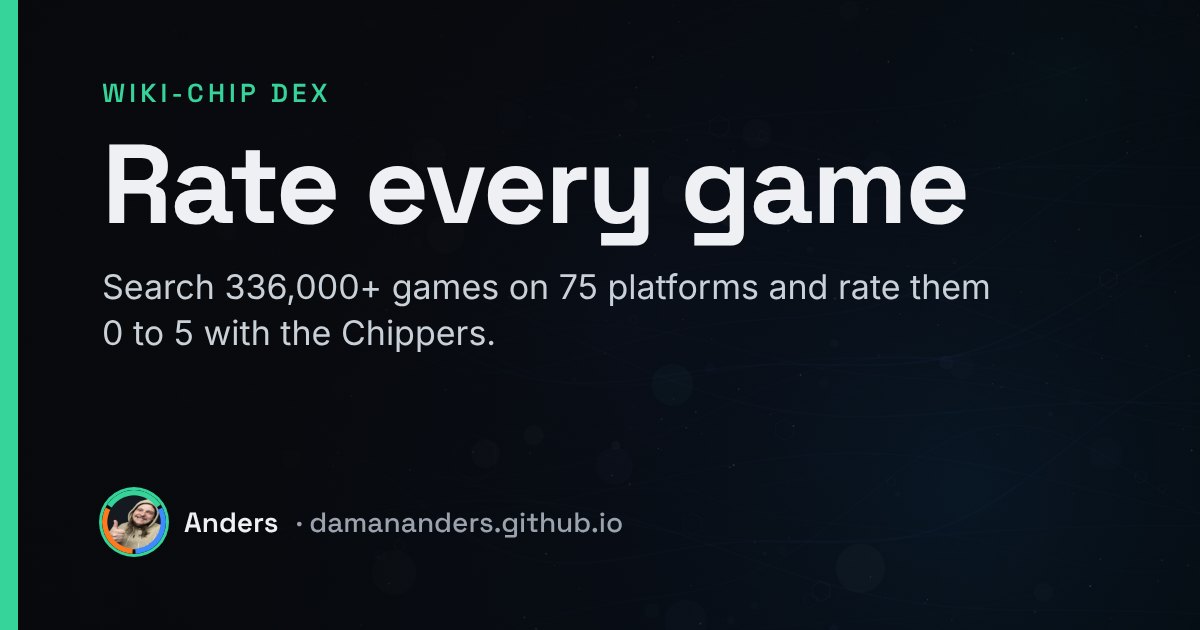 WIKI-CHIP DEX
Rate every game
Search 336,000+ games on 75 platforms and rate them
0 to 5 with the Chippers.
Anders · damananders.github.io